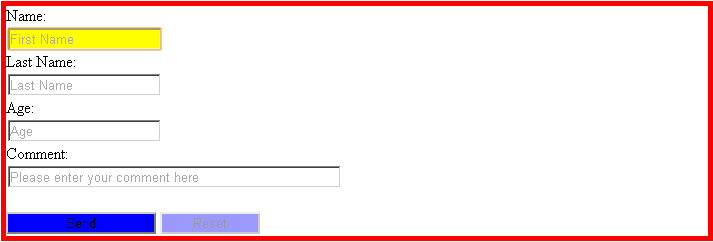 Name:
First Name
Last Name:
Last Name
Age:
Age
Comment:
Please enter your comment here
Send Reset